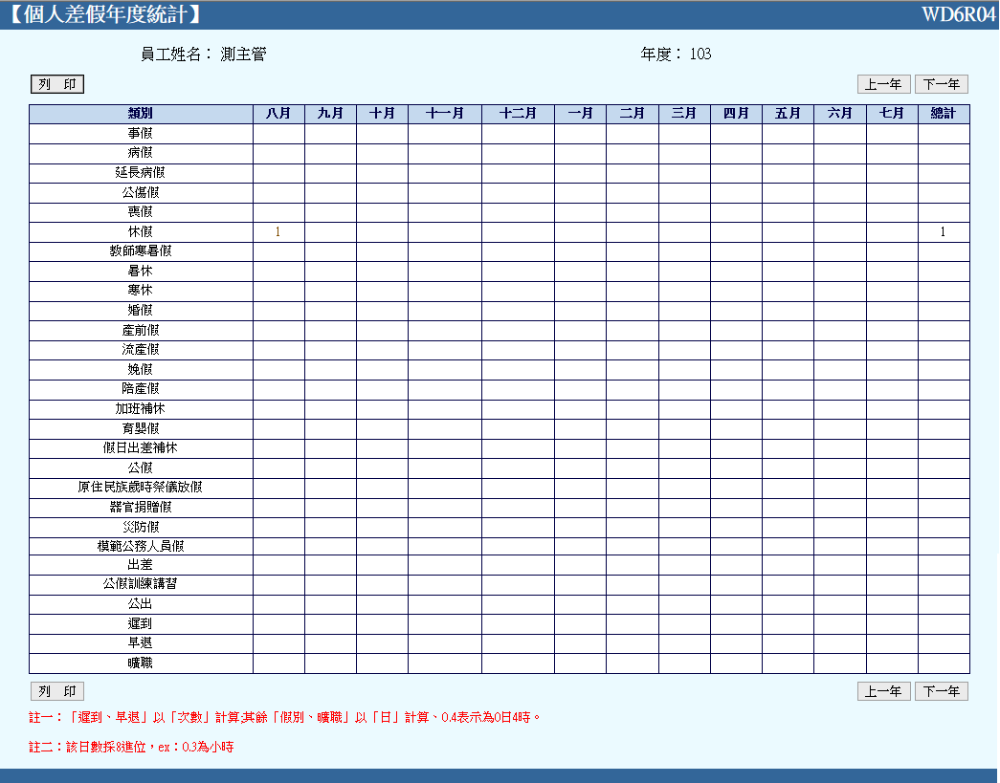 【個人差假年度統計】 WD6R04
員工姓名： 測主管 年度： 103
列 印 上一年 下一年
類別 八月 九月 十月 十一月 十二月 一月 二月 三月 四月 五月 六月 七月 總計
事假
病假
延長病假
公傷假
喪假
休假 1 1
教師寒暑假
暑休
寒休
婚假
產前假
流產假
娩假
陪產假
加班補休
育嬰假
假日出差補休
公假
原住民族歲時祭儀放假
器官捐贈假
災防假
模範公務人員假
出差
公假訓練講習
公出
遲到
早退
曠職
列 印 上一年 下一年
註一：「遲到、早退」以「次數」計算;其餘「假別、曠職」以「日」計算、0.4表示為0日4時。
註二：該日數採8進位，ex：0.3為小時